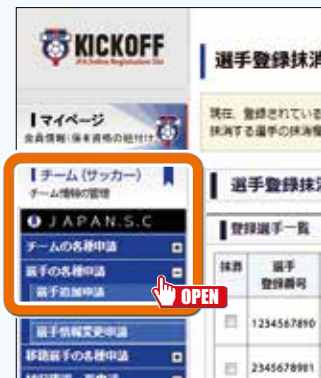 KICKOFF
JFA Online Registration Site
選手登録抹消
マイページ
会員情報・保有資格の紐付け
現在、登録されている
抹消する選手の抹消欄
チーム(サッカー)
チーム情報の管理
選手登録抹消
JAPAN.S.C
チームの各種申請
登録選手一覧
選手の各種申請
抹消
選手
登録番号
選手追加申請
OPEN
1234567890
選手情報変更申請
移籍選手の各種申請
2345678901